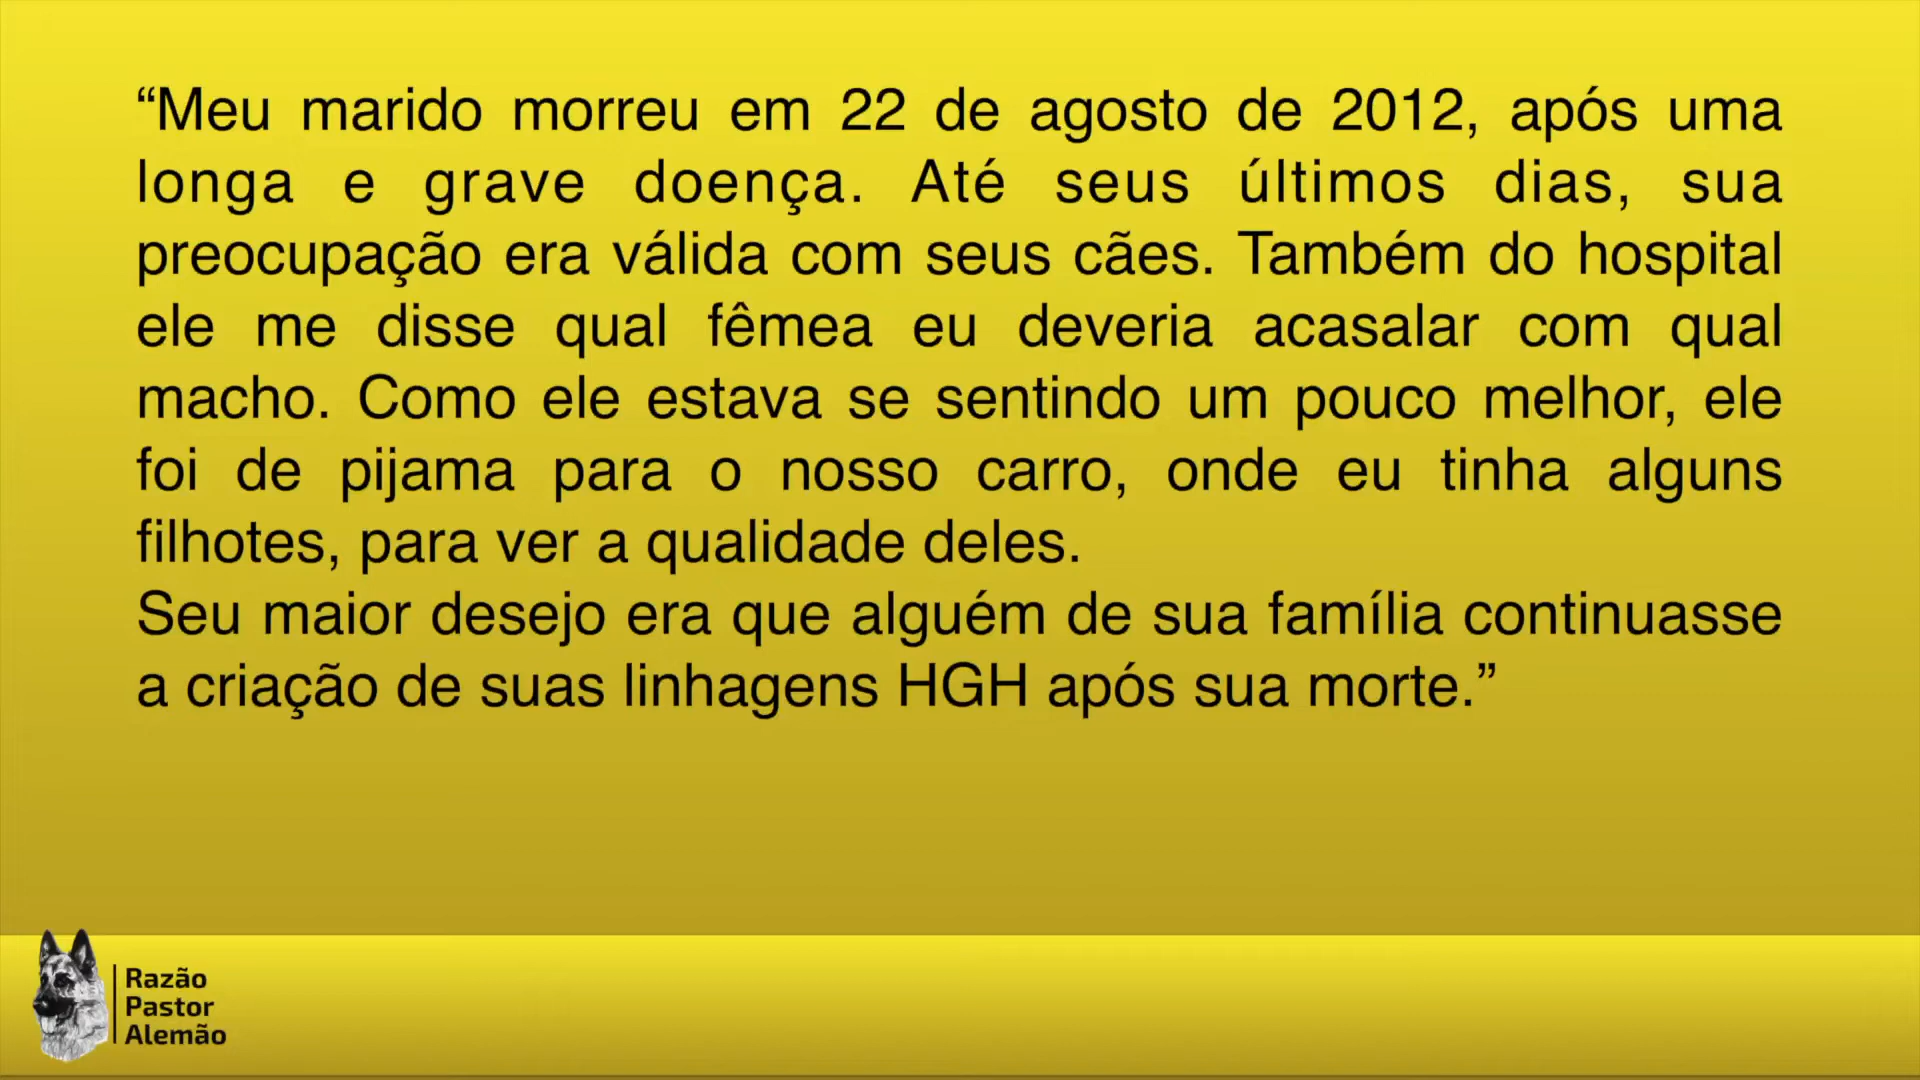 “Meu marido morreu em 22 de agosto de 2012, após uma
longa e grave doença. Até seus últimos dias, sua
preocupação era válida com seus cães. Também do hospital
ele me disse qual fêmea eu deveria acasalar com qual
macho. Como ele estava se sentindo um pouco melhor, ele
foi de pijama para o nosso carro, onde eu tinha alguns
filhotes, para ver a qualidade deles.
Seu maior desejo era que alguém de sua família continuasse
a criação de suas linhagens HGH após sua morte.”
Razão
Pastor
Alemão